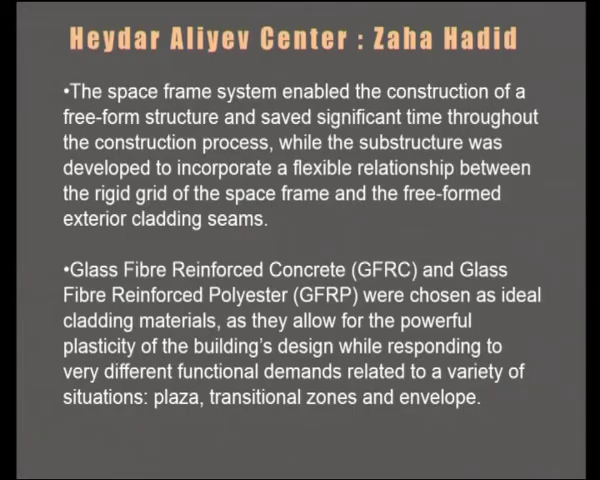 Heydar Aliyev Center : Zaha Hadid
•The space frame system enabled the construction of a
free-form structure and saved significant time throughout
the construction process, while the substructure was
developed to incorporate a flexible relationship between
the rigid grid of the space frame and the free-formed
exterior cladding seams.
•Glass Fibre Reinforced Concrete (GFRC) and Glass
Fibre Reinforced Polyester (GFRP) were chosen as ideal
cladding materials, as they allow for the powerful
plasticity of the building’s design while responding to
very different functional demands related to a variety of
situations: plaza, transitional zones and envelope.